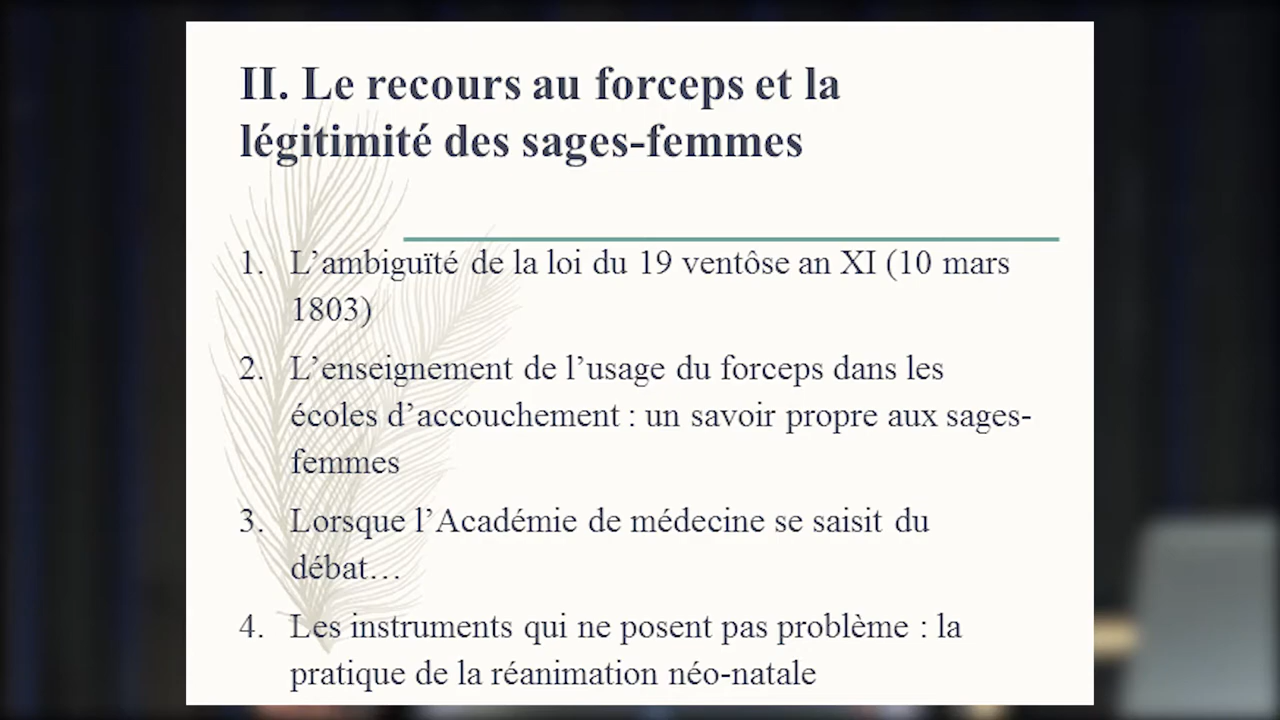 II. Le recours au forceps et la
légitimité des sages-femmes
1. L’ambiguïté de la loi du 19 ventôse an XI (10 mars
1803)
2. L’enseignement de l’usage du forceps dans les
écoles d’accouchement : un savoir propre aux sages-
femmes
3. Lorsque l’Académie de médecine se saisit du
débat…
4. Les instruments qui ne posent pas problème : la
pratique de la réanimation néo-natale